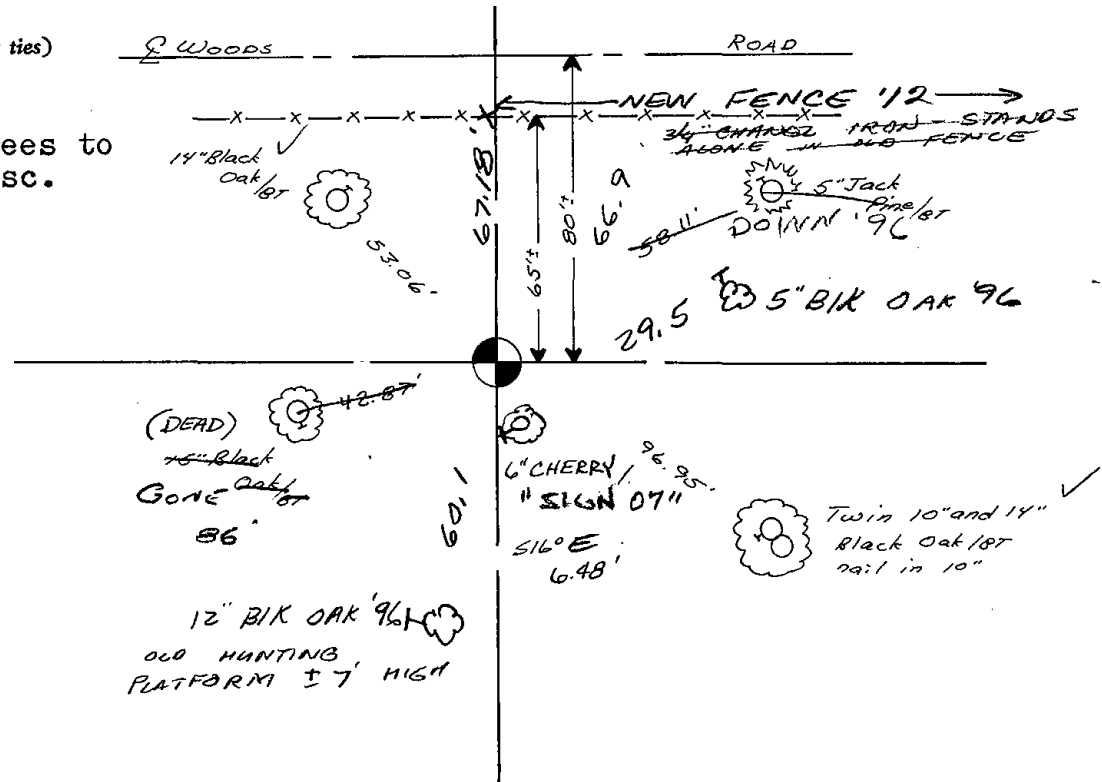 ties)
℄ WOODS
ROAD
NEW FENCE '12
3/4" CHANEL IRON - STANDS
ALONE IN OLD FENCE
ees to
sc.
14" Black
Oak/BT
67.18'
65'±
80'±
66.9
5" Jack
Pine/BT
DOWN '96
58 11'
53.06'
29.5
5" BIK OAK '96
42.87'
(DEAD)
Black
Oak/BT
GONE
86
6" CHERRY/
"SIGN 07"
96.95'
S16° E
6.48'
60.1
Twin 10" and 14"
Black Oak/BT
nail in 10"
12" BIK OAK '96
OLD HUNTING
PLATFORM ± 7' HIGH